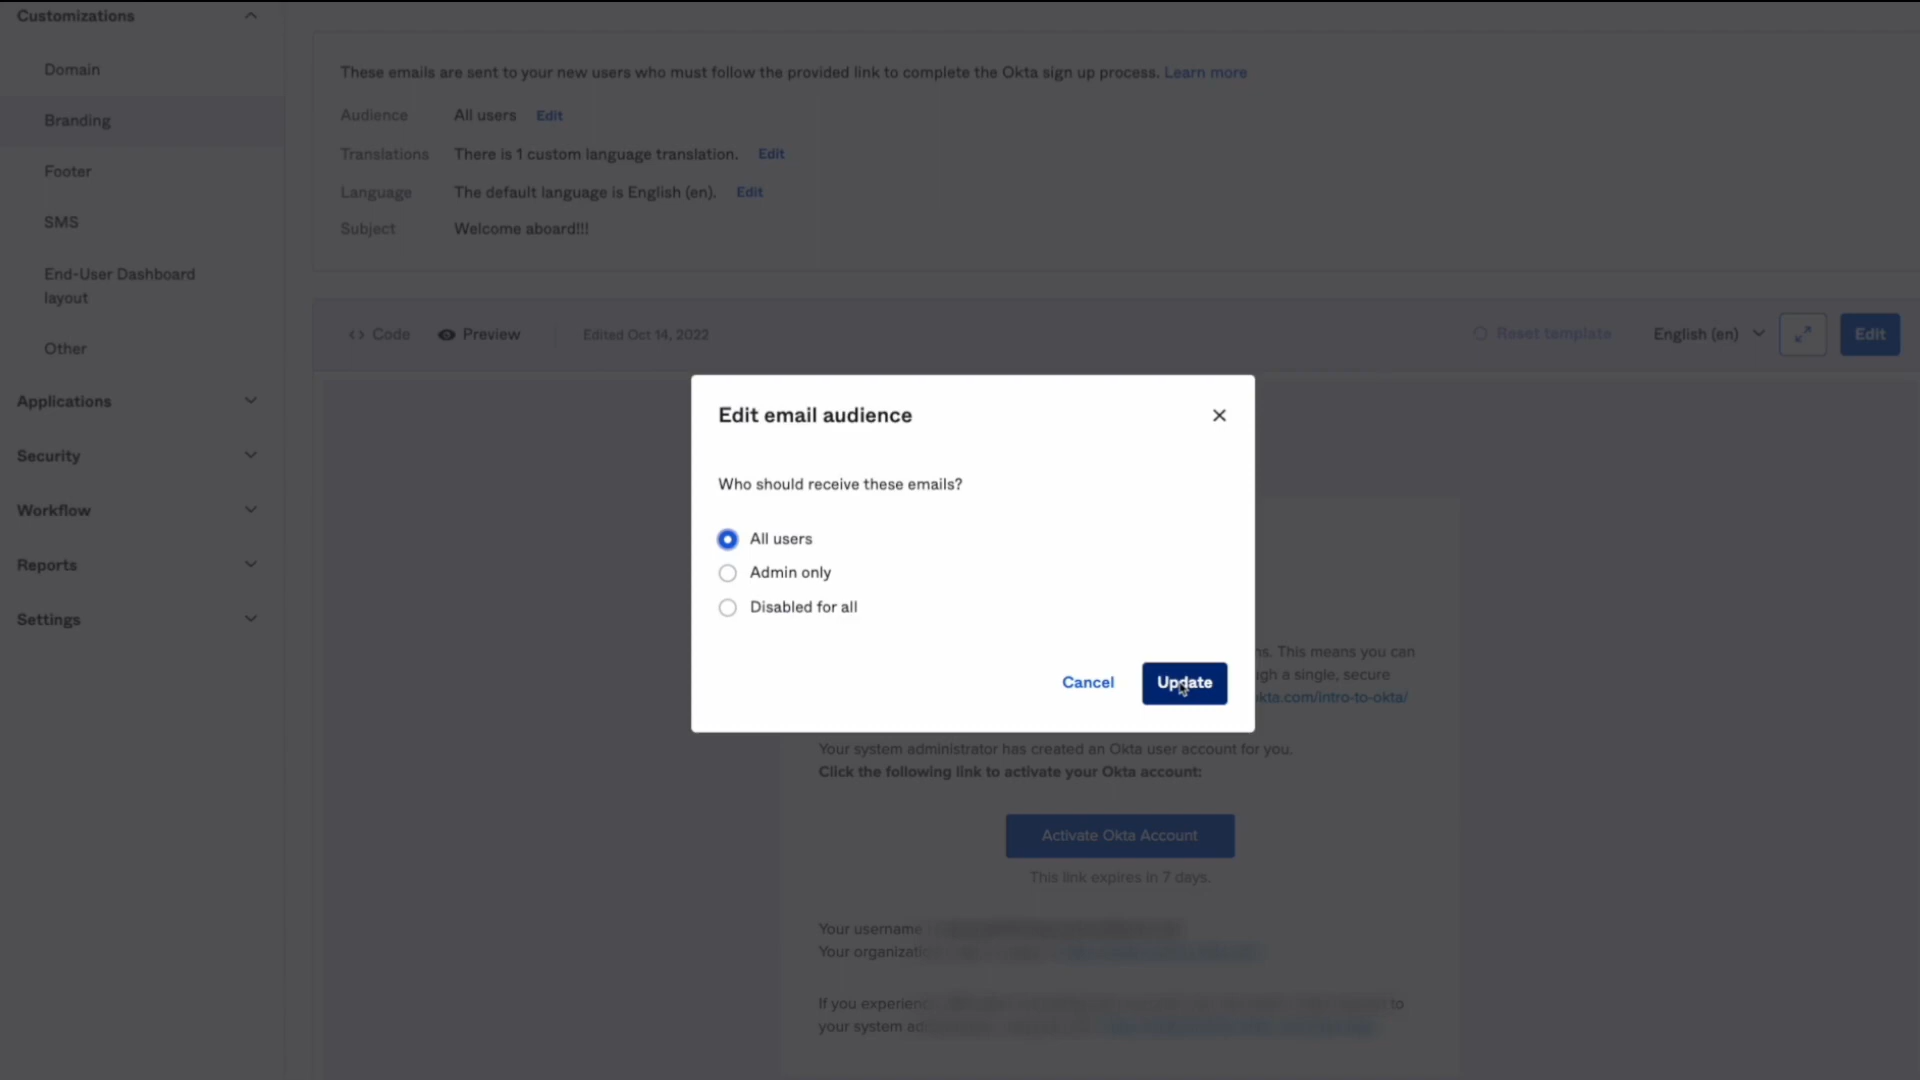 Customizations
Domain
Branding
Footer
SMS
End-User Dashboard
layout
Other
Applications
Security
Workflow
Reports
Settings
These emails are sent to your new users who must follow the provided link to complete the Okta sign up process. Learn more
Audience All users Edit
Translations There is 1 custom language translation. Edit
Language The default language is English (en). Edit
Subject Welcome aboard!!!
<> Code Preview Edited Oct 14, 2022 Reset template English (en) Edit
Edit email audience
Who should receive these emails?
All users
Admin only
Disabled for all
Cancel Update
This means you can
a single, secure
okta.com/intro-to-okta/
Your system administrator has created an Okta user account for you.
Click the following link to activate your Okta account:
Activate Okta Account
This link expires in 7 days.
Your username
Your
If you to
your system